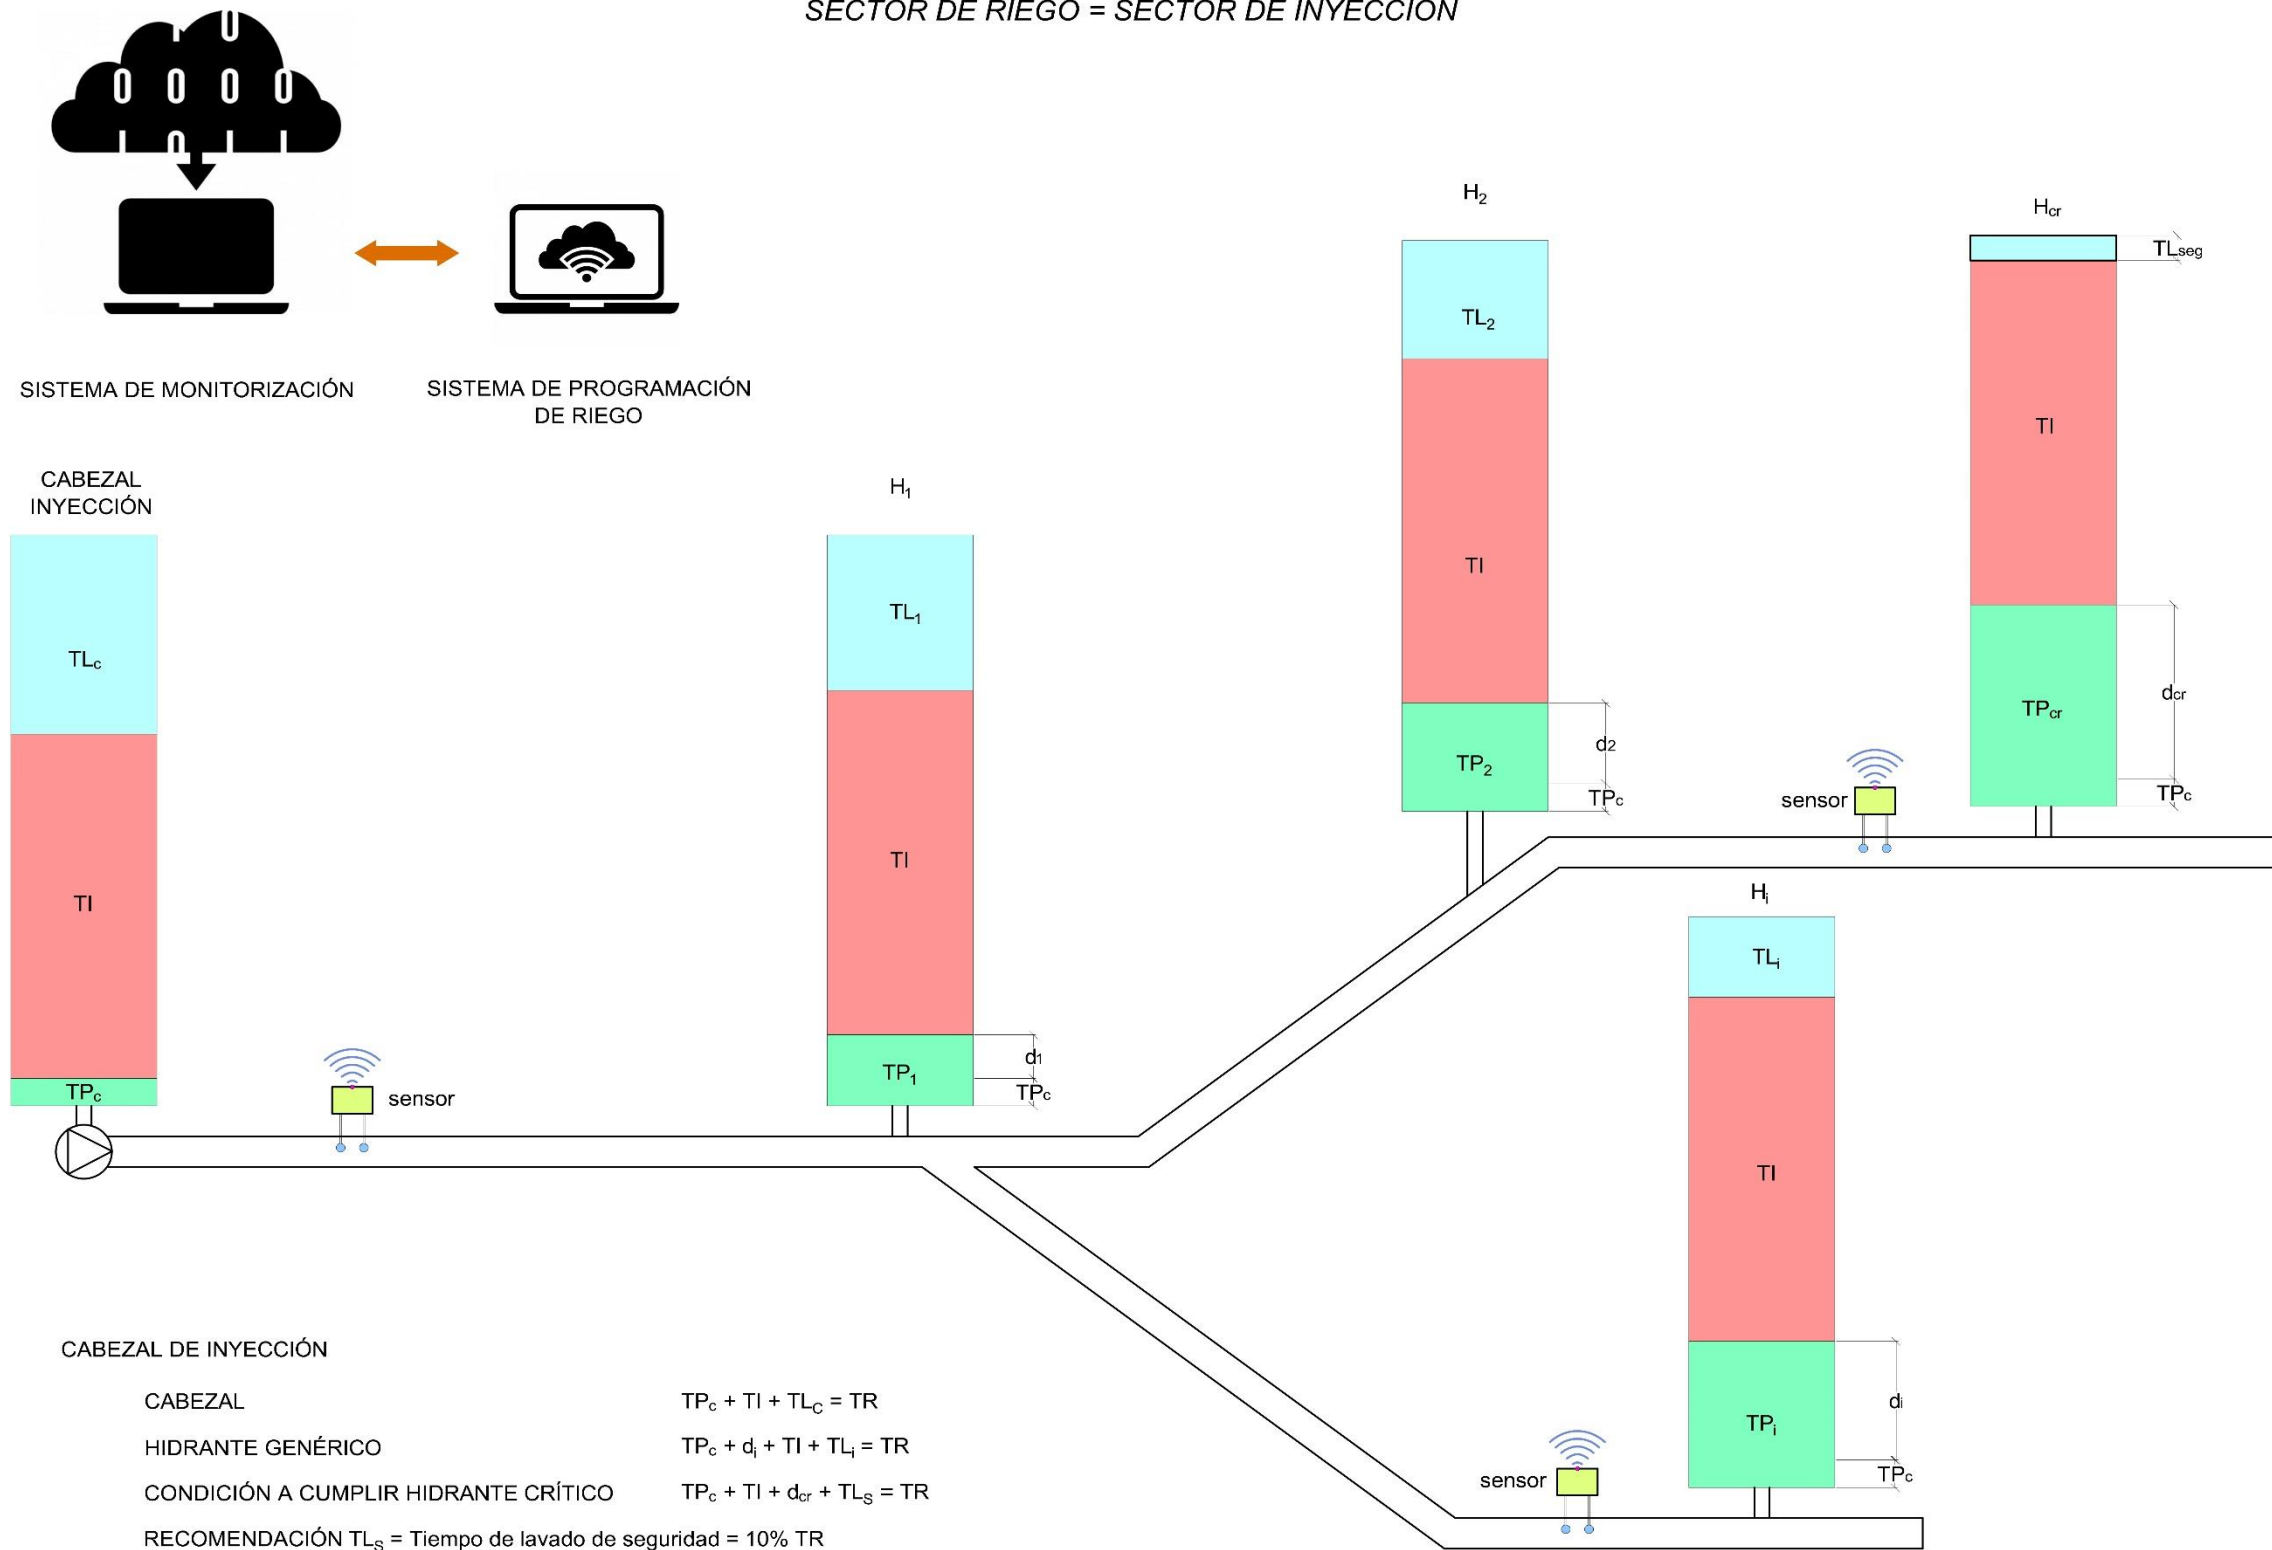 SECTOR DE RIEGO = SECTOR DE INYECCIÓN
0 0 0 0
SISTEMA DE MONITORIZACIÓN
SISTEMA DE PROGRAMACIÓN
DE RIEGO
CABEZAL
INYECCIÓN
TLc
TI
TPc
sensor
H1
TL1
TI
TP1
d1
TPc
H2
TL2
TI
TP2
d2
TPc
sensor
Hcr
TLseg
TI
TPcr
dcr
TPc
Hi
TLi
TI
TPi
di
TPc
sensor
CABEZAL DE INYECCIÓN
CABEZAL TPc + TI + TLC = TR
HIDRANTE GENÉRICO TPc + di + TI + TLi = TR
CONDICIÓN A CUMPLIR HIDRANTE CRÍTICO TPc + TI + dcr + TLS = TR
RECOMENDACIÓN TLS = Tiempo de lavado de seguridad = 10% TR